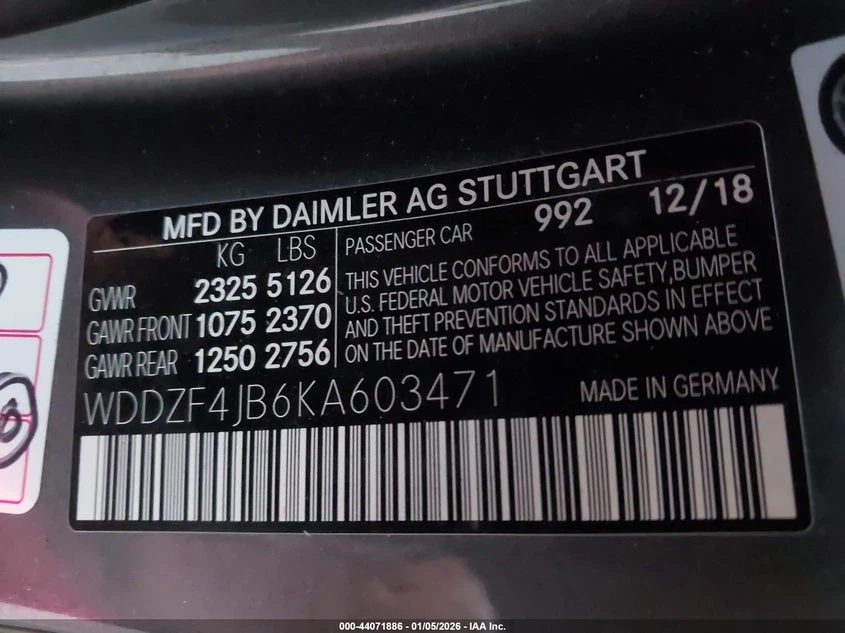 MFD BY DAIMLER AG STUTTGART
KG LBS
GVWR 2325 5126
GAWR FRONT 1075 2370
GAWR REAR 1250 2756
PASSENGER CAR 992 12/18
THIS VEHICLE CONFORMS TO ALL APPLICABLE
U.S. FEDERAL MOTOR VEHICLE SAFETY,BUMPER
AND THEFT PREVENTION STANDARDS IN EFFECT
ON THE DATE OF MANUFACTURE SHOWN ABOVE
WDDZF4JB6KA603471 MADE IN GERMANY
000-44071886 - 01/05/2026 - IAA Inc.